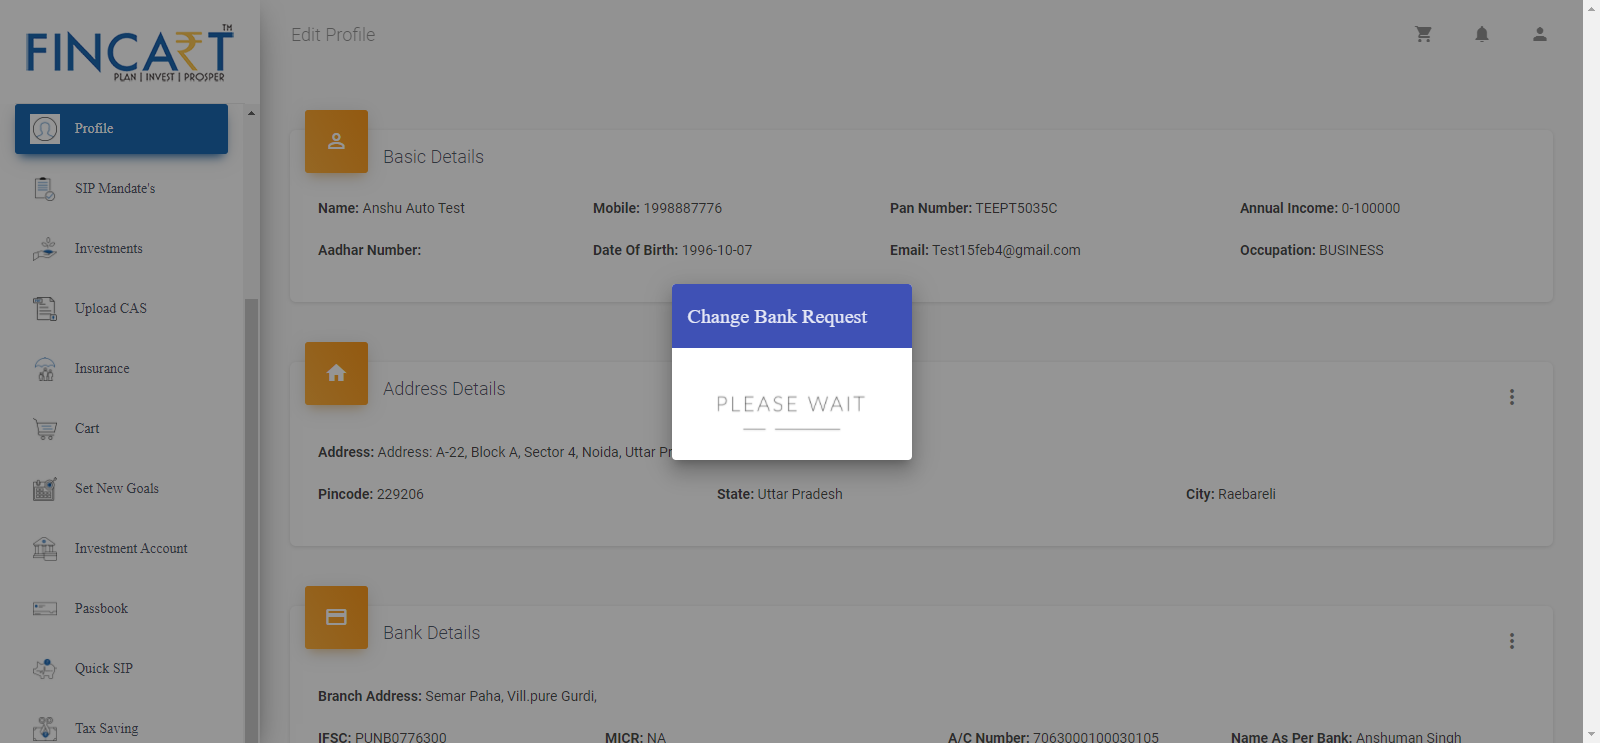 FINCART™
PLAN | INVEST | PROSPER
Edit Profile
Profile
SIP Mandate's
Investments
Upload CAS
Insurance
Cart
Set New Goals
Investment Account
Passbook
Quick SIP
Tax Saving
Basic Details
Name: Anshu Auto Test
Mobile: 1998887776
Pan Number: TEEPT5035C
Annual Income: 0-100000
Aadhar Number:
Date Of Birth: 1996-10-07
Email: Test15feb4@gmail.com
Occupation: BUSINESS
Change Bank Request
PLEASE WAIT
Address Details
Address: Address: A-22, Block A, Sector 4, Noida, Uttar Pr
Pincode: 229206
State: Uttar Pradesh
City: Raebareli
Bank Details
Branch Address: Semar Paha, Vill.pure Gurdi,
IFSC: PUNB0776300
MICR: NA
A/C Number: 7063000100030105
Name As Per Bank: Anshuman Singh